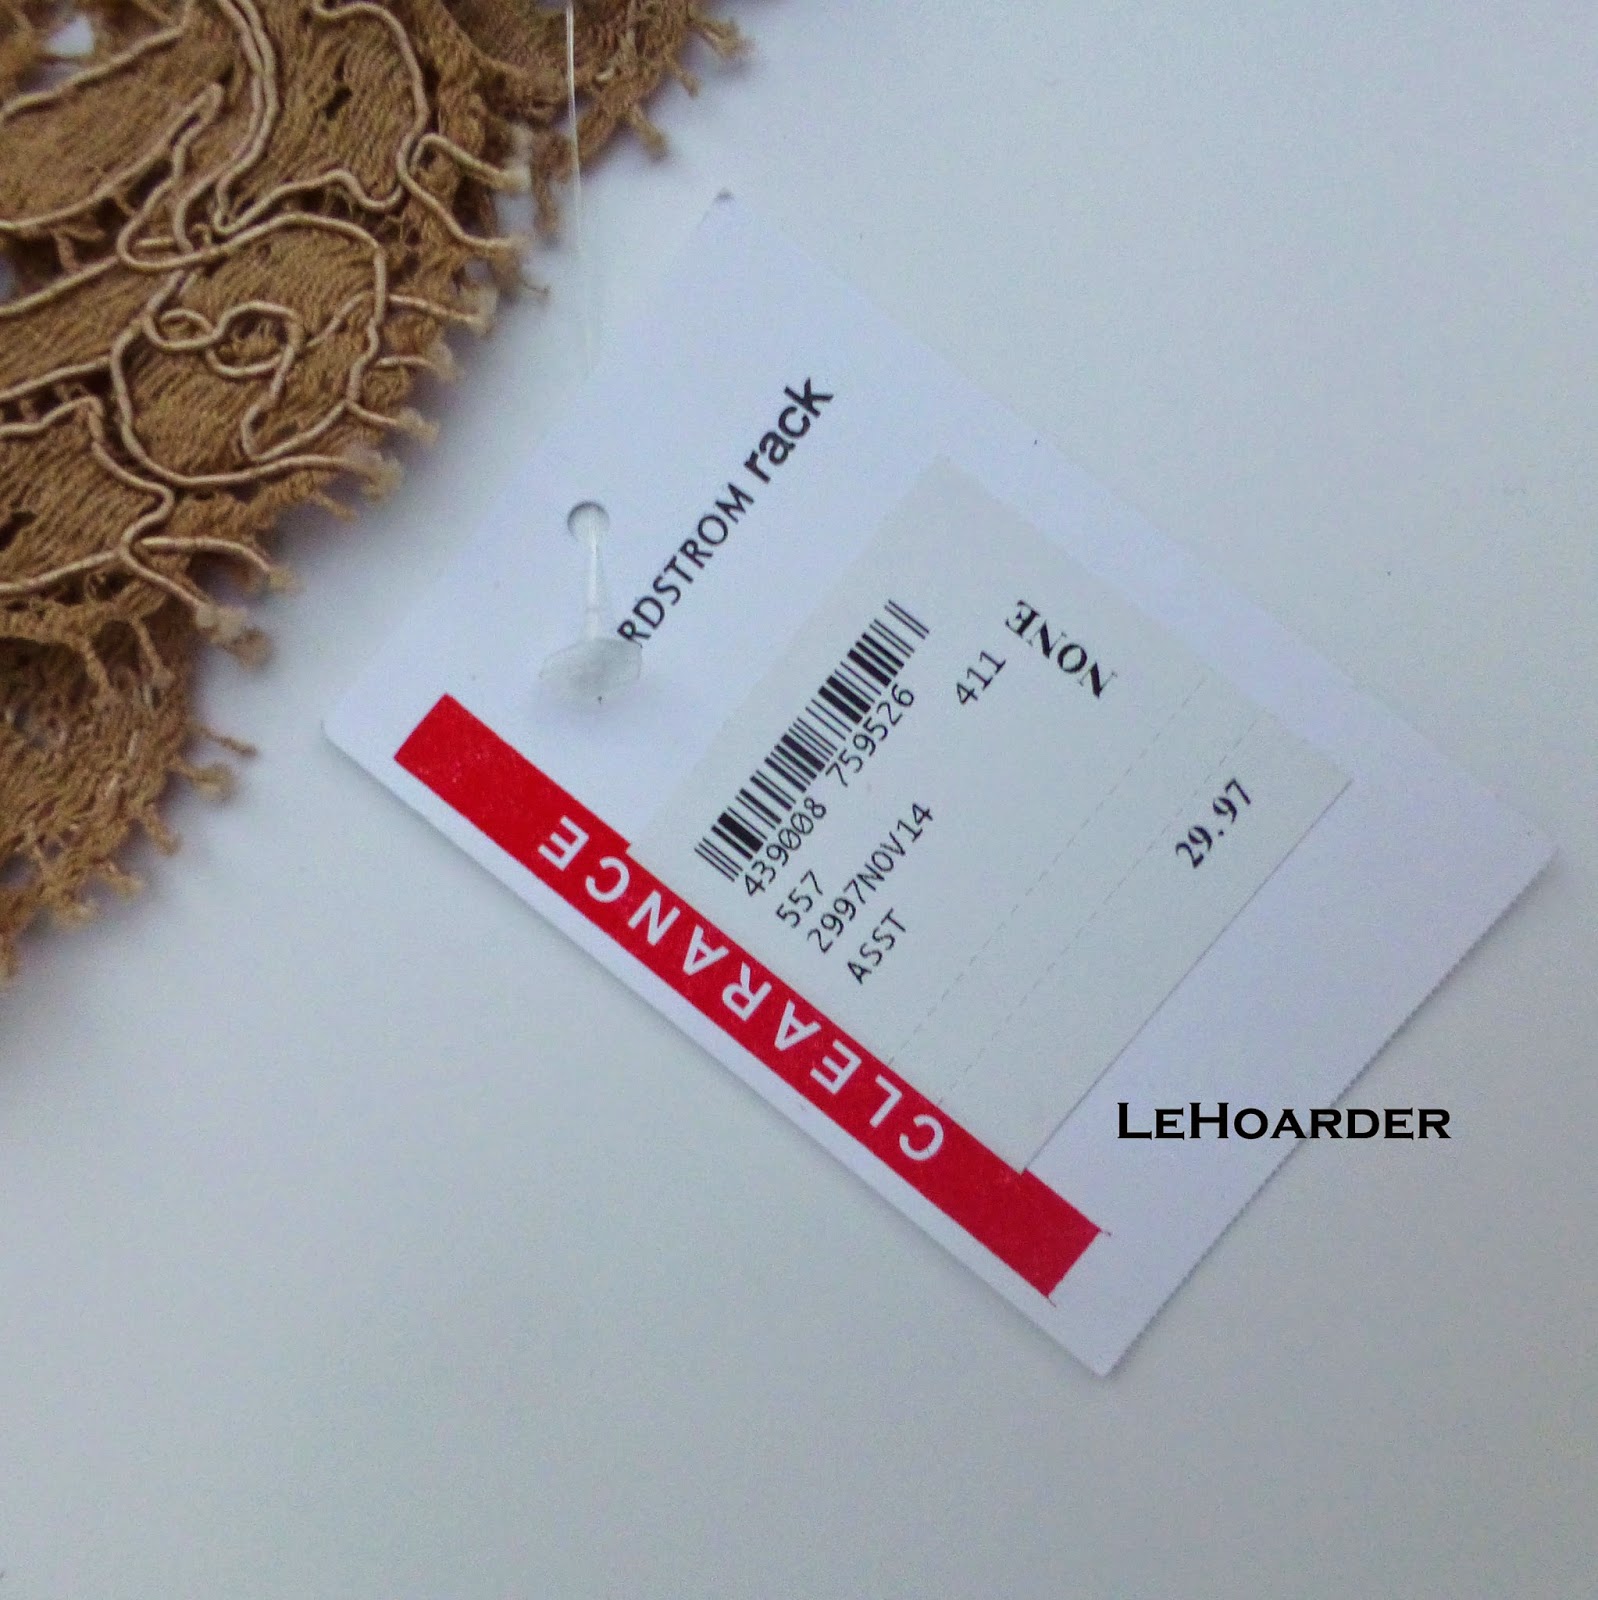 RDSTROM rack
439008 759526
557 411
2997NOV14
ASST
NONE
29.97
CLEARANCE
LeHoarder